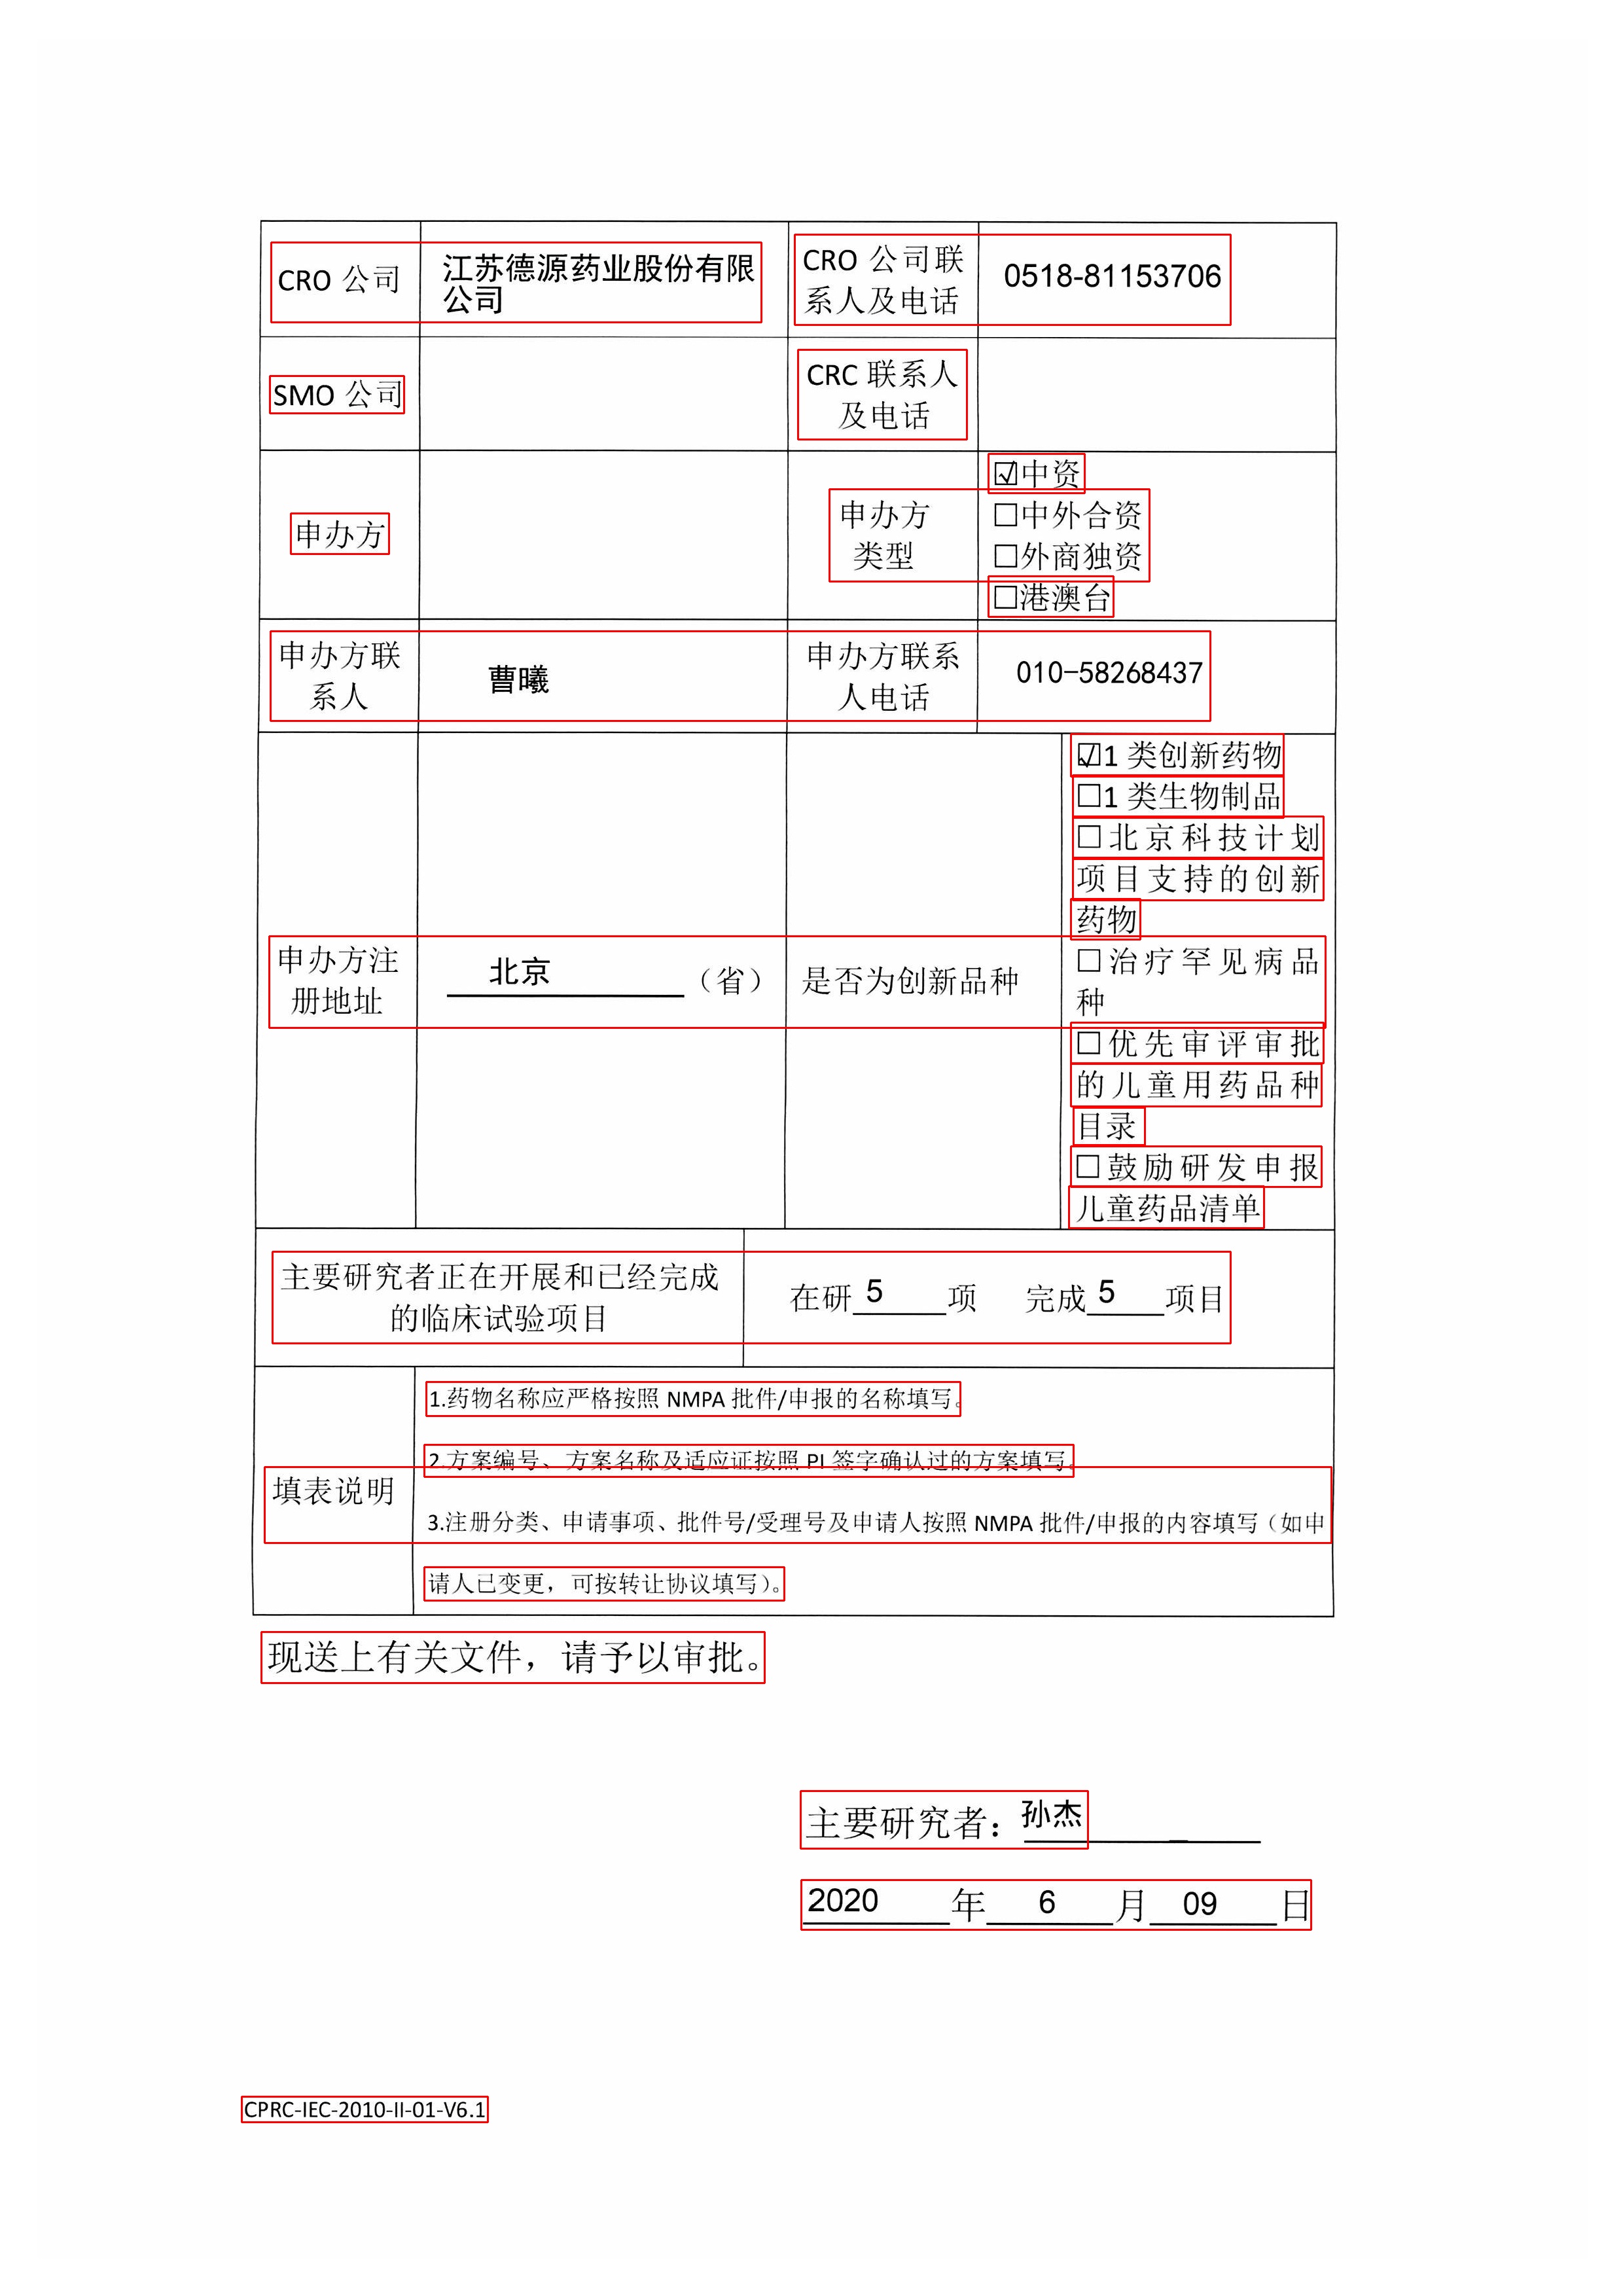 CRO 公司
江苏德源药业股份有限
公司
CRO 公司联
系人及电话
0518-81153706
SMO 公司
CRC 联系人
及电话
申办方
申办方
类型
☑中资
☐中外合资
☐外商独资
☐港澳台
申办方联
系人
曹曦
申办方联系
人电话
010-58268437
申办方注
册地址
北京（省）
是否为创新品种
☑1 类创新药物
☐1 类生物制品
☐北京科技计划
项目支持的创新
药物
☐治疗罕见病品
种
☐优先审评审批
的儿童用药品种
目录
☐鼓励研发申报
儿童药品清单
主要研究者正在开展和已经完成
的临床试验项目
在研 5 项 完成 5 项目
填表说明
1.药物名称应严格按照 NMPA 批件/申报的名称填写。
2.方案编号、方案名称及适应证按照 PI 签字确认过的方案填写。
3.注册分类、申请事项、批件号/受理号及申请人按照 NMPA 批件/申报的内容填写（如申
请人已变更，可按转让协议填写）。
现送上有关文件，请予以审批。
主要研究者：孙杰
2020 年 6 月 09 日
CPRC-IEC-2010-II-01-V6.1